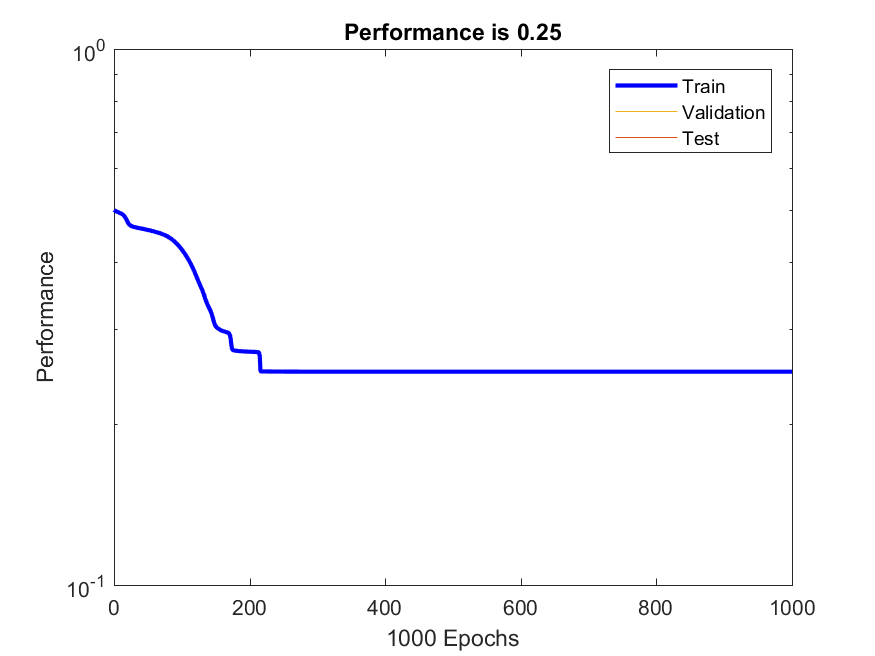 Performance is 0.25
10^0
Train
Validation
Test
Performance
10^-1
0 200 400 600 800 1000
1000 Epochs